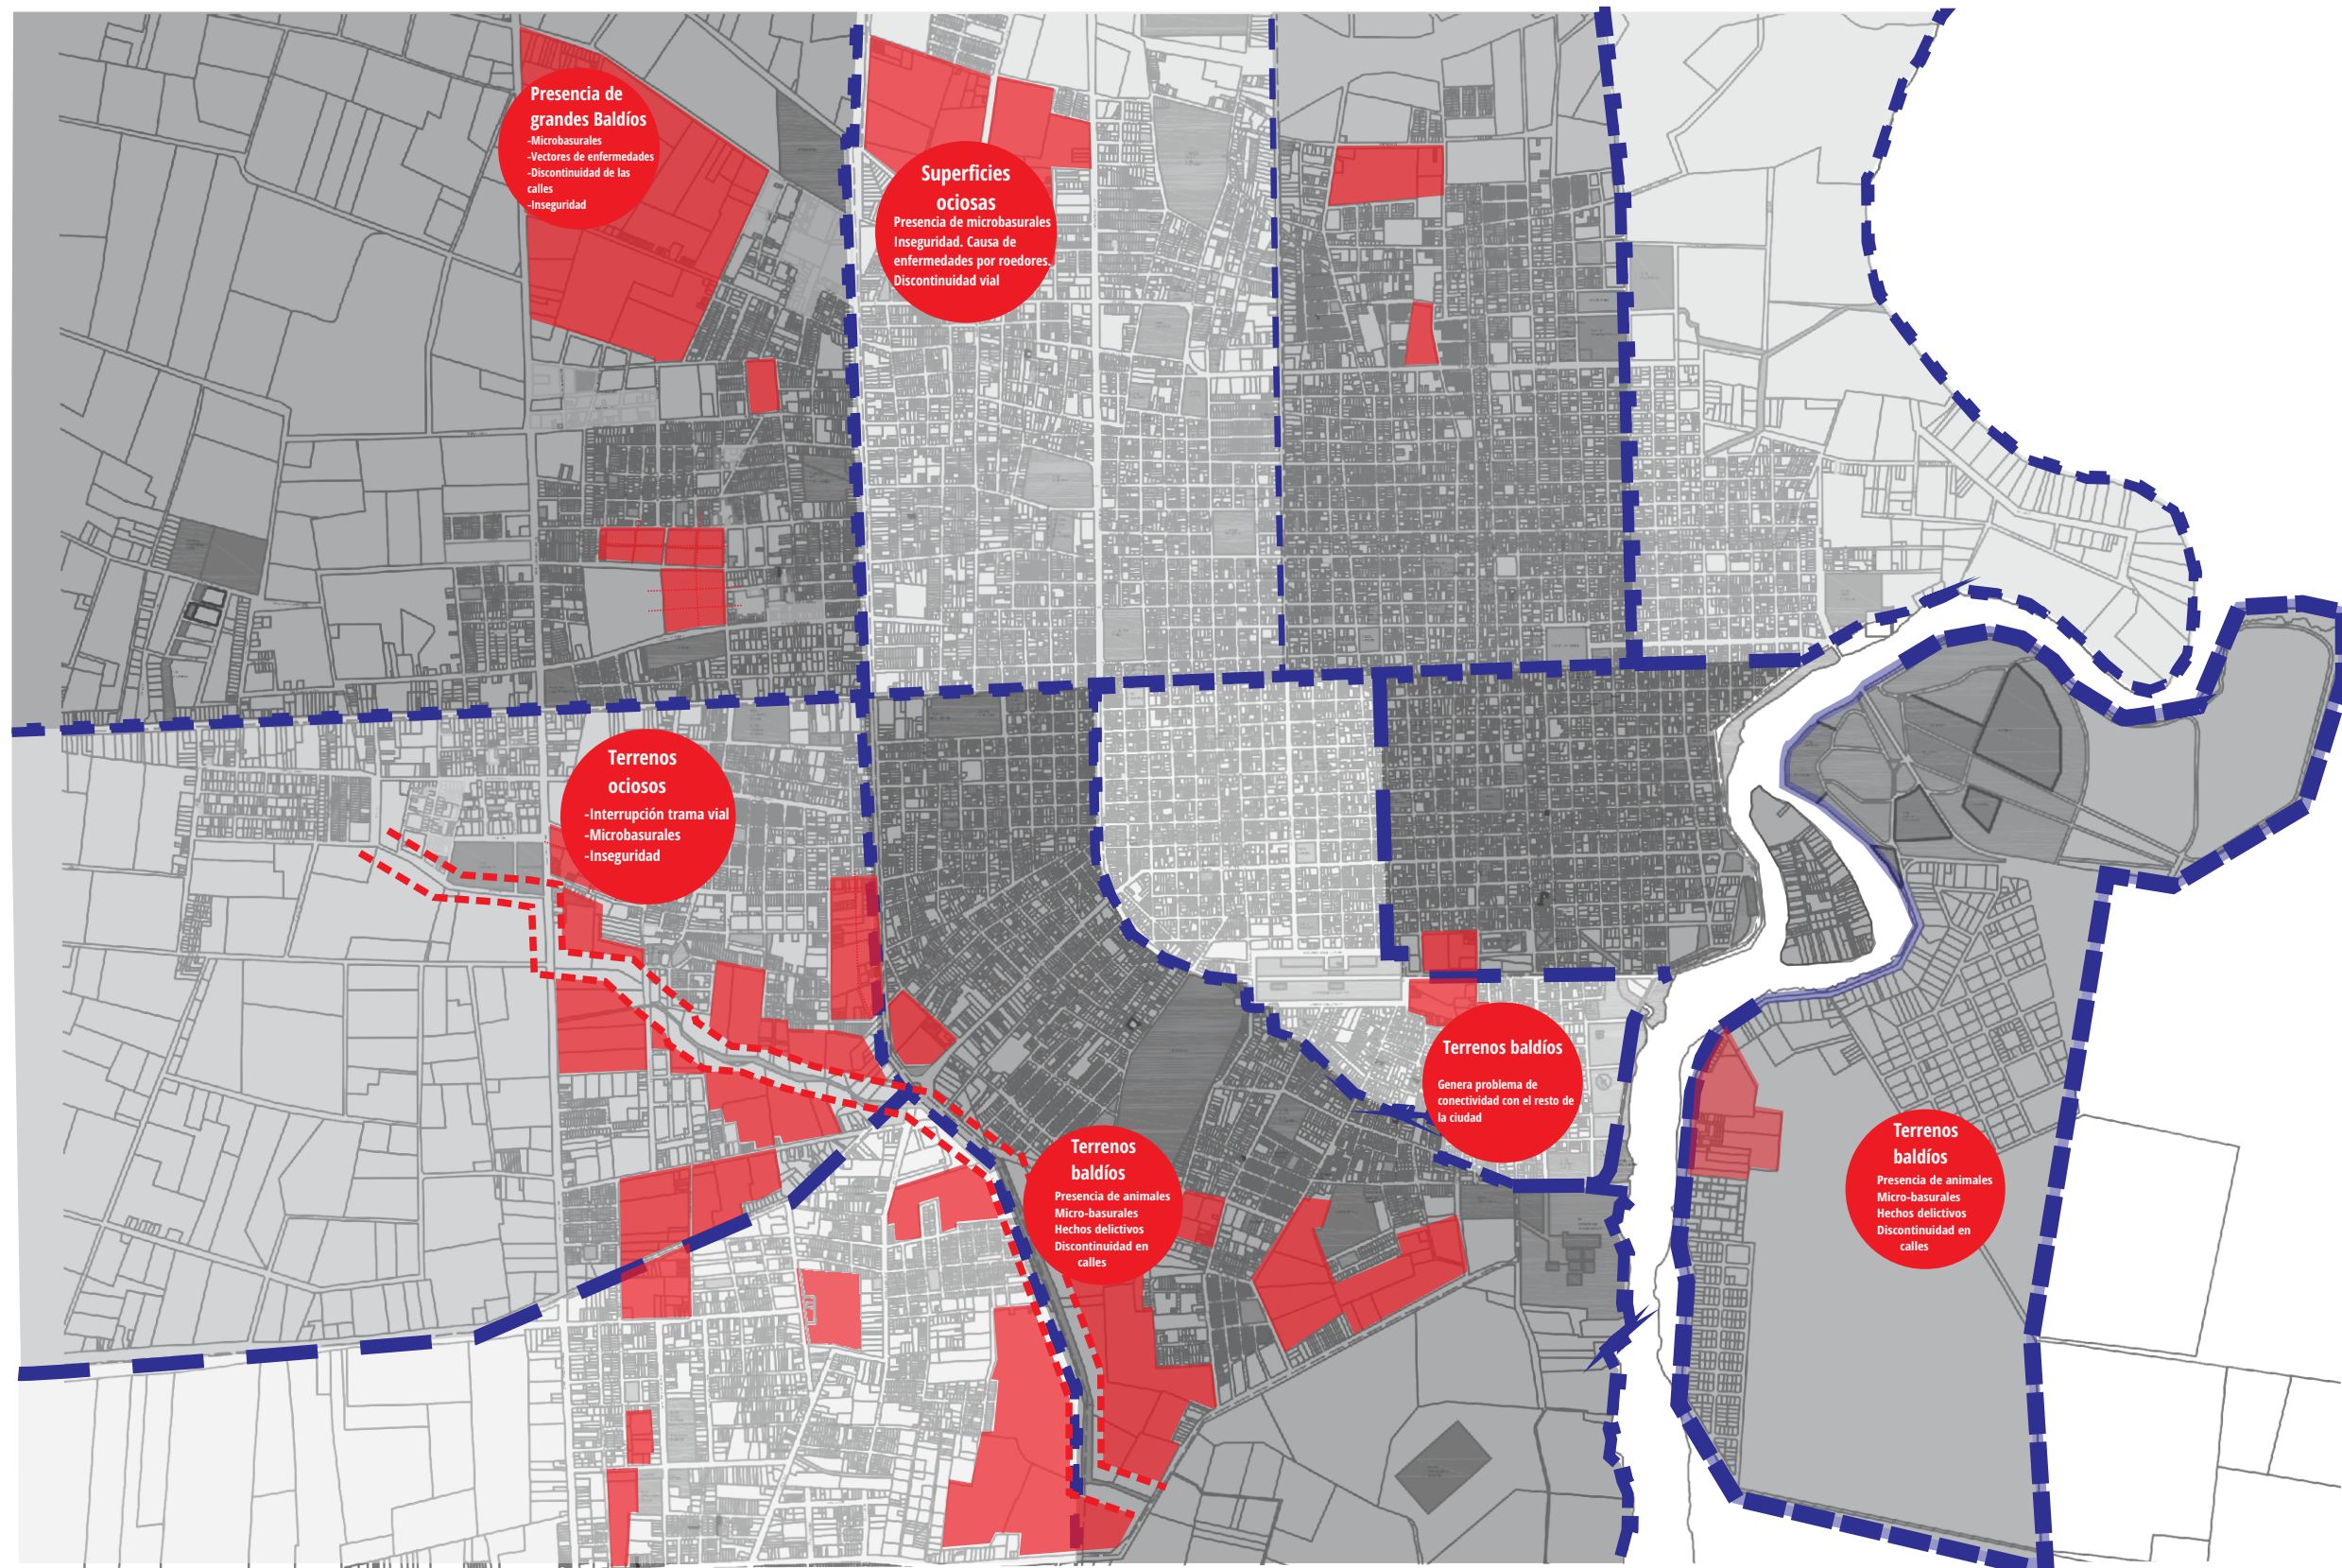 Presencia de
grandes Baldíos
-Microbasurales
-Vectores de enfermedades
-Discontinuidad de las
calles
-Inseguridad
Superficies
ociosas
Presencia de microbasurales
Inseguridad. Causa de
enfermedades por roedores.
Discontinuidad vial
Terrenos
ociosos
-Interrupción trama vial
-Microbasurales
-Inseguridad
Terrenos baldíos
Genera problema de
conectividad con el resto de
la ciudad
Terrenos
baldíos
Presencia de animales
Micro-basurales
Hechos delictivos
Discontinuidad en
calles
Terrenos
baldíos
Presencia de animales
Micro-basurales
Hechos delictivos
Discontinuidad en
calles